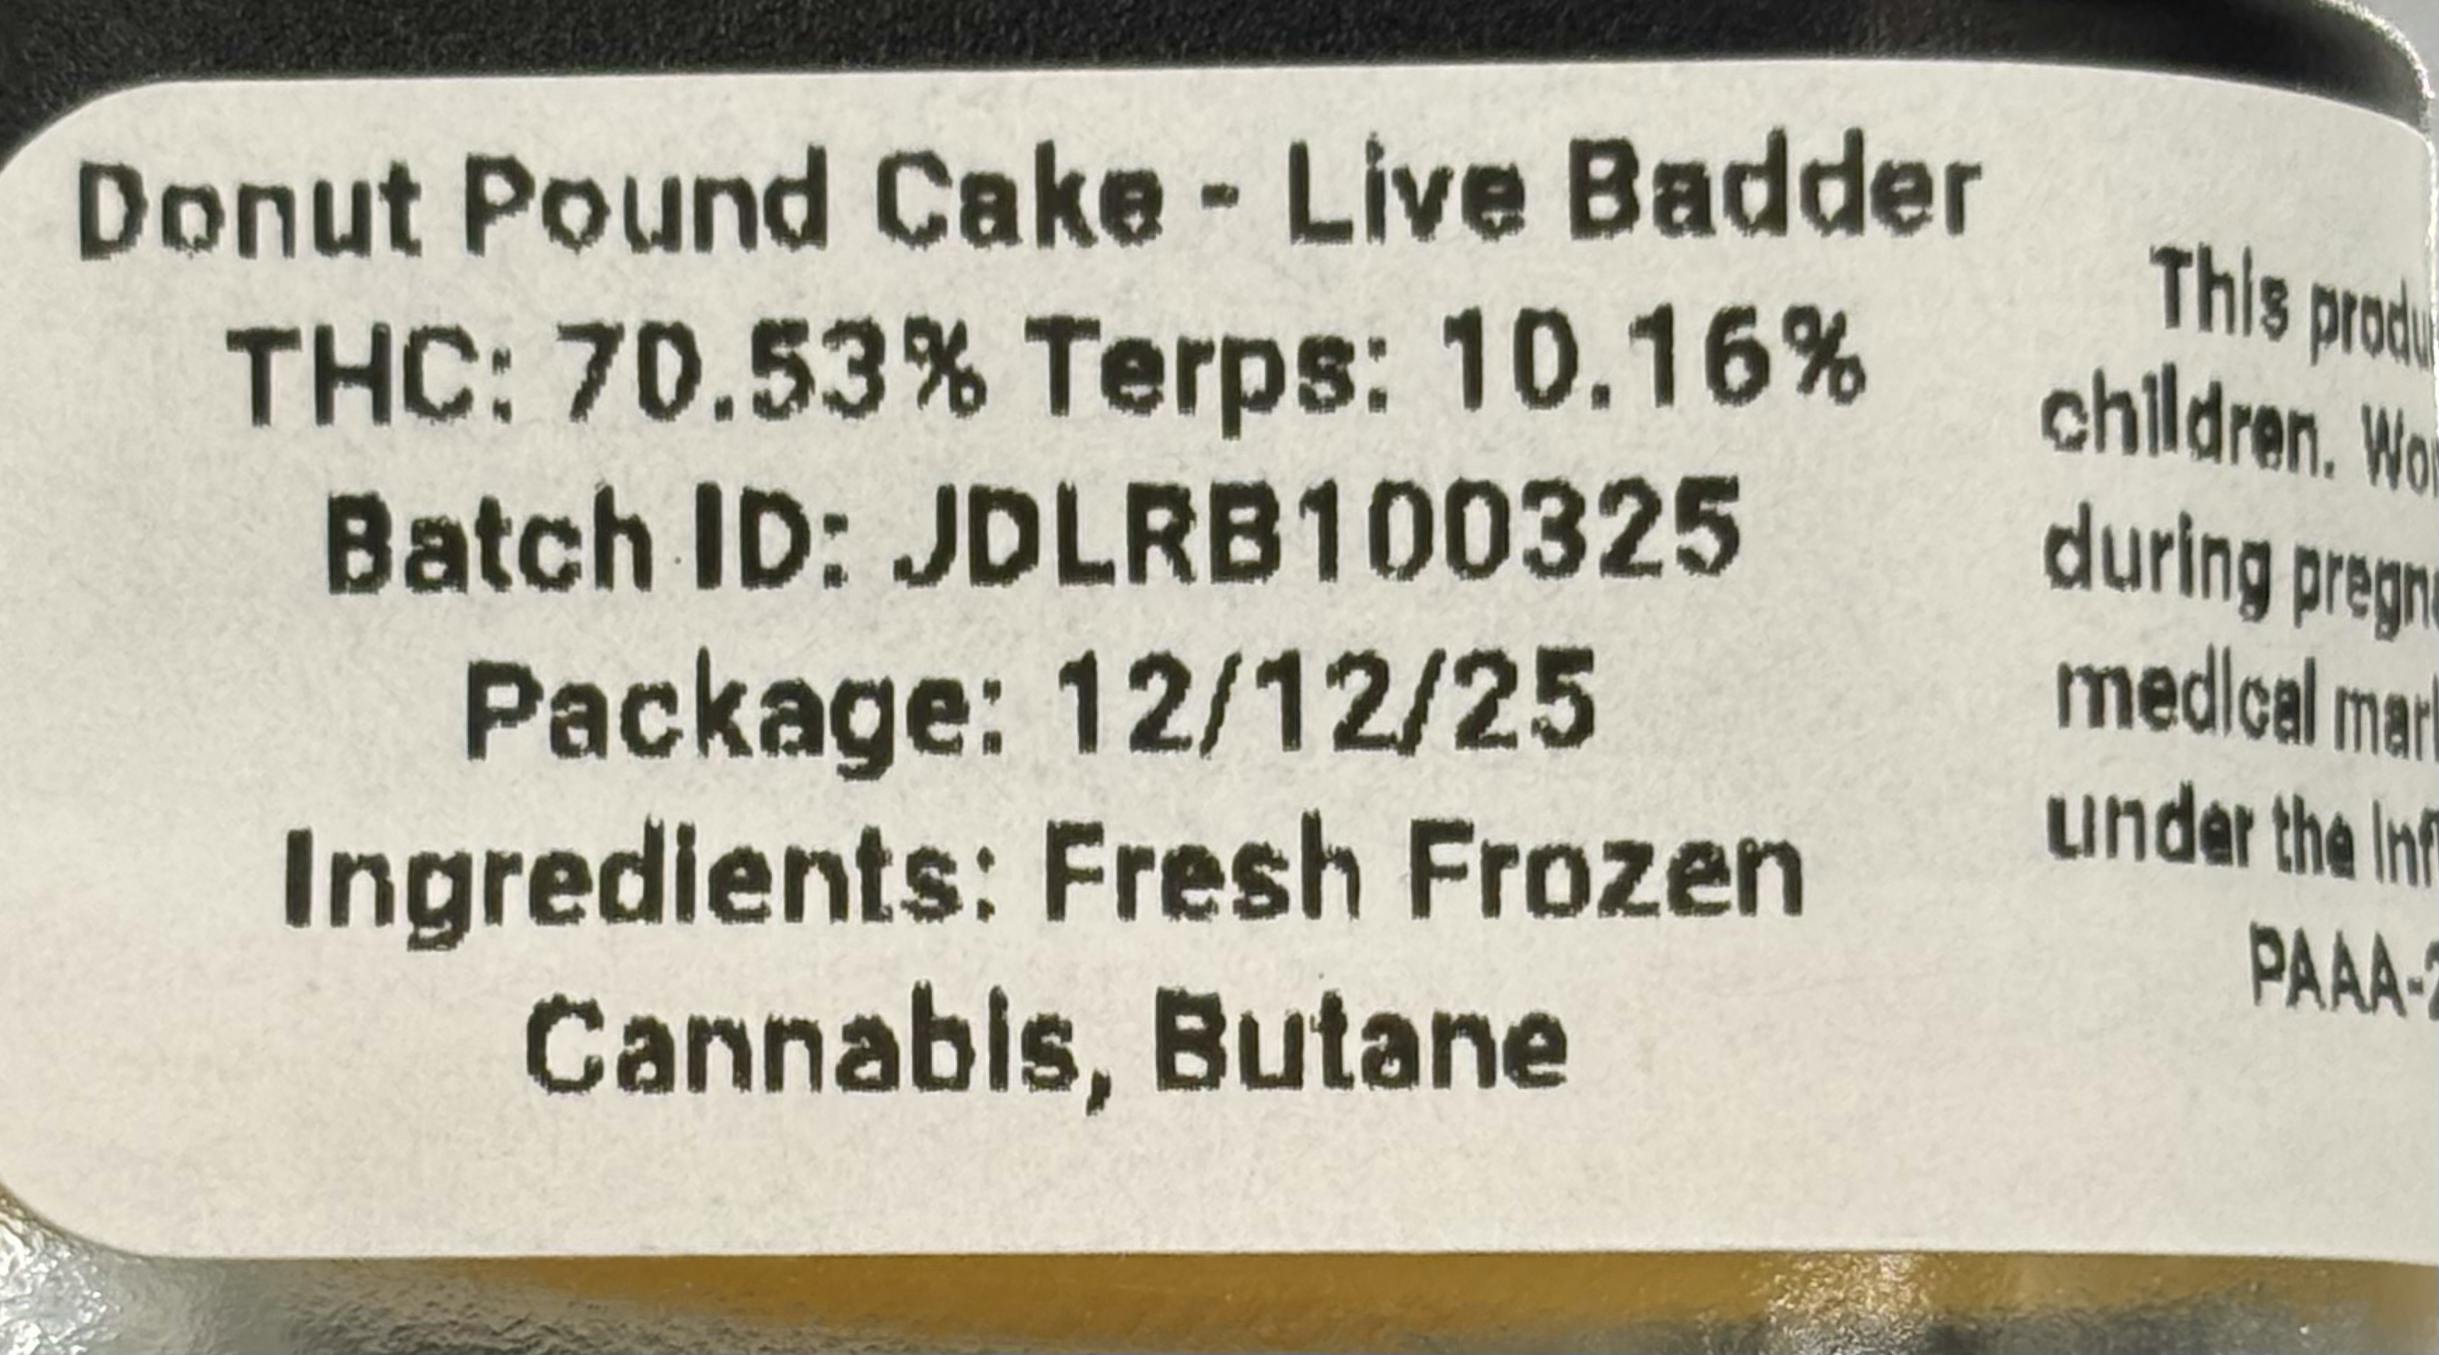 Donut Pound Cake - Live Badder
THC: 70.53% Terps: 10.16%
Batch ID: JDLRB100325
Package: 12/12/25
Ingredients: Fresh Frozen
Cannabis, Butane
This
children.
during
medical
under the